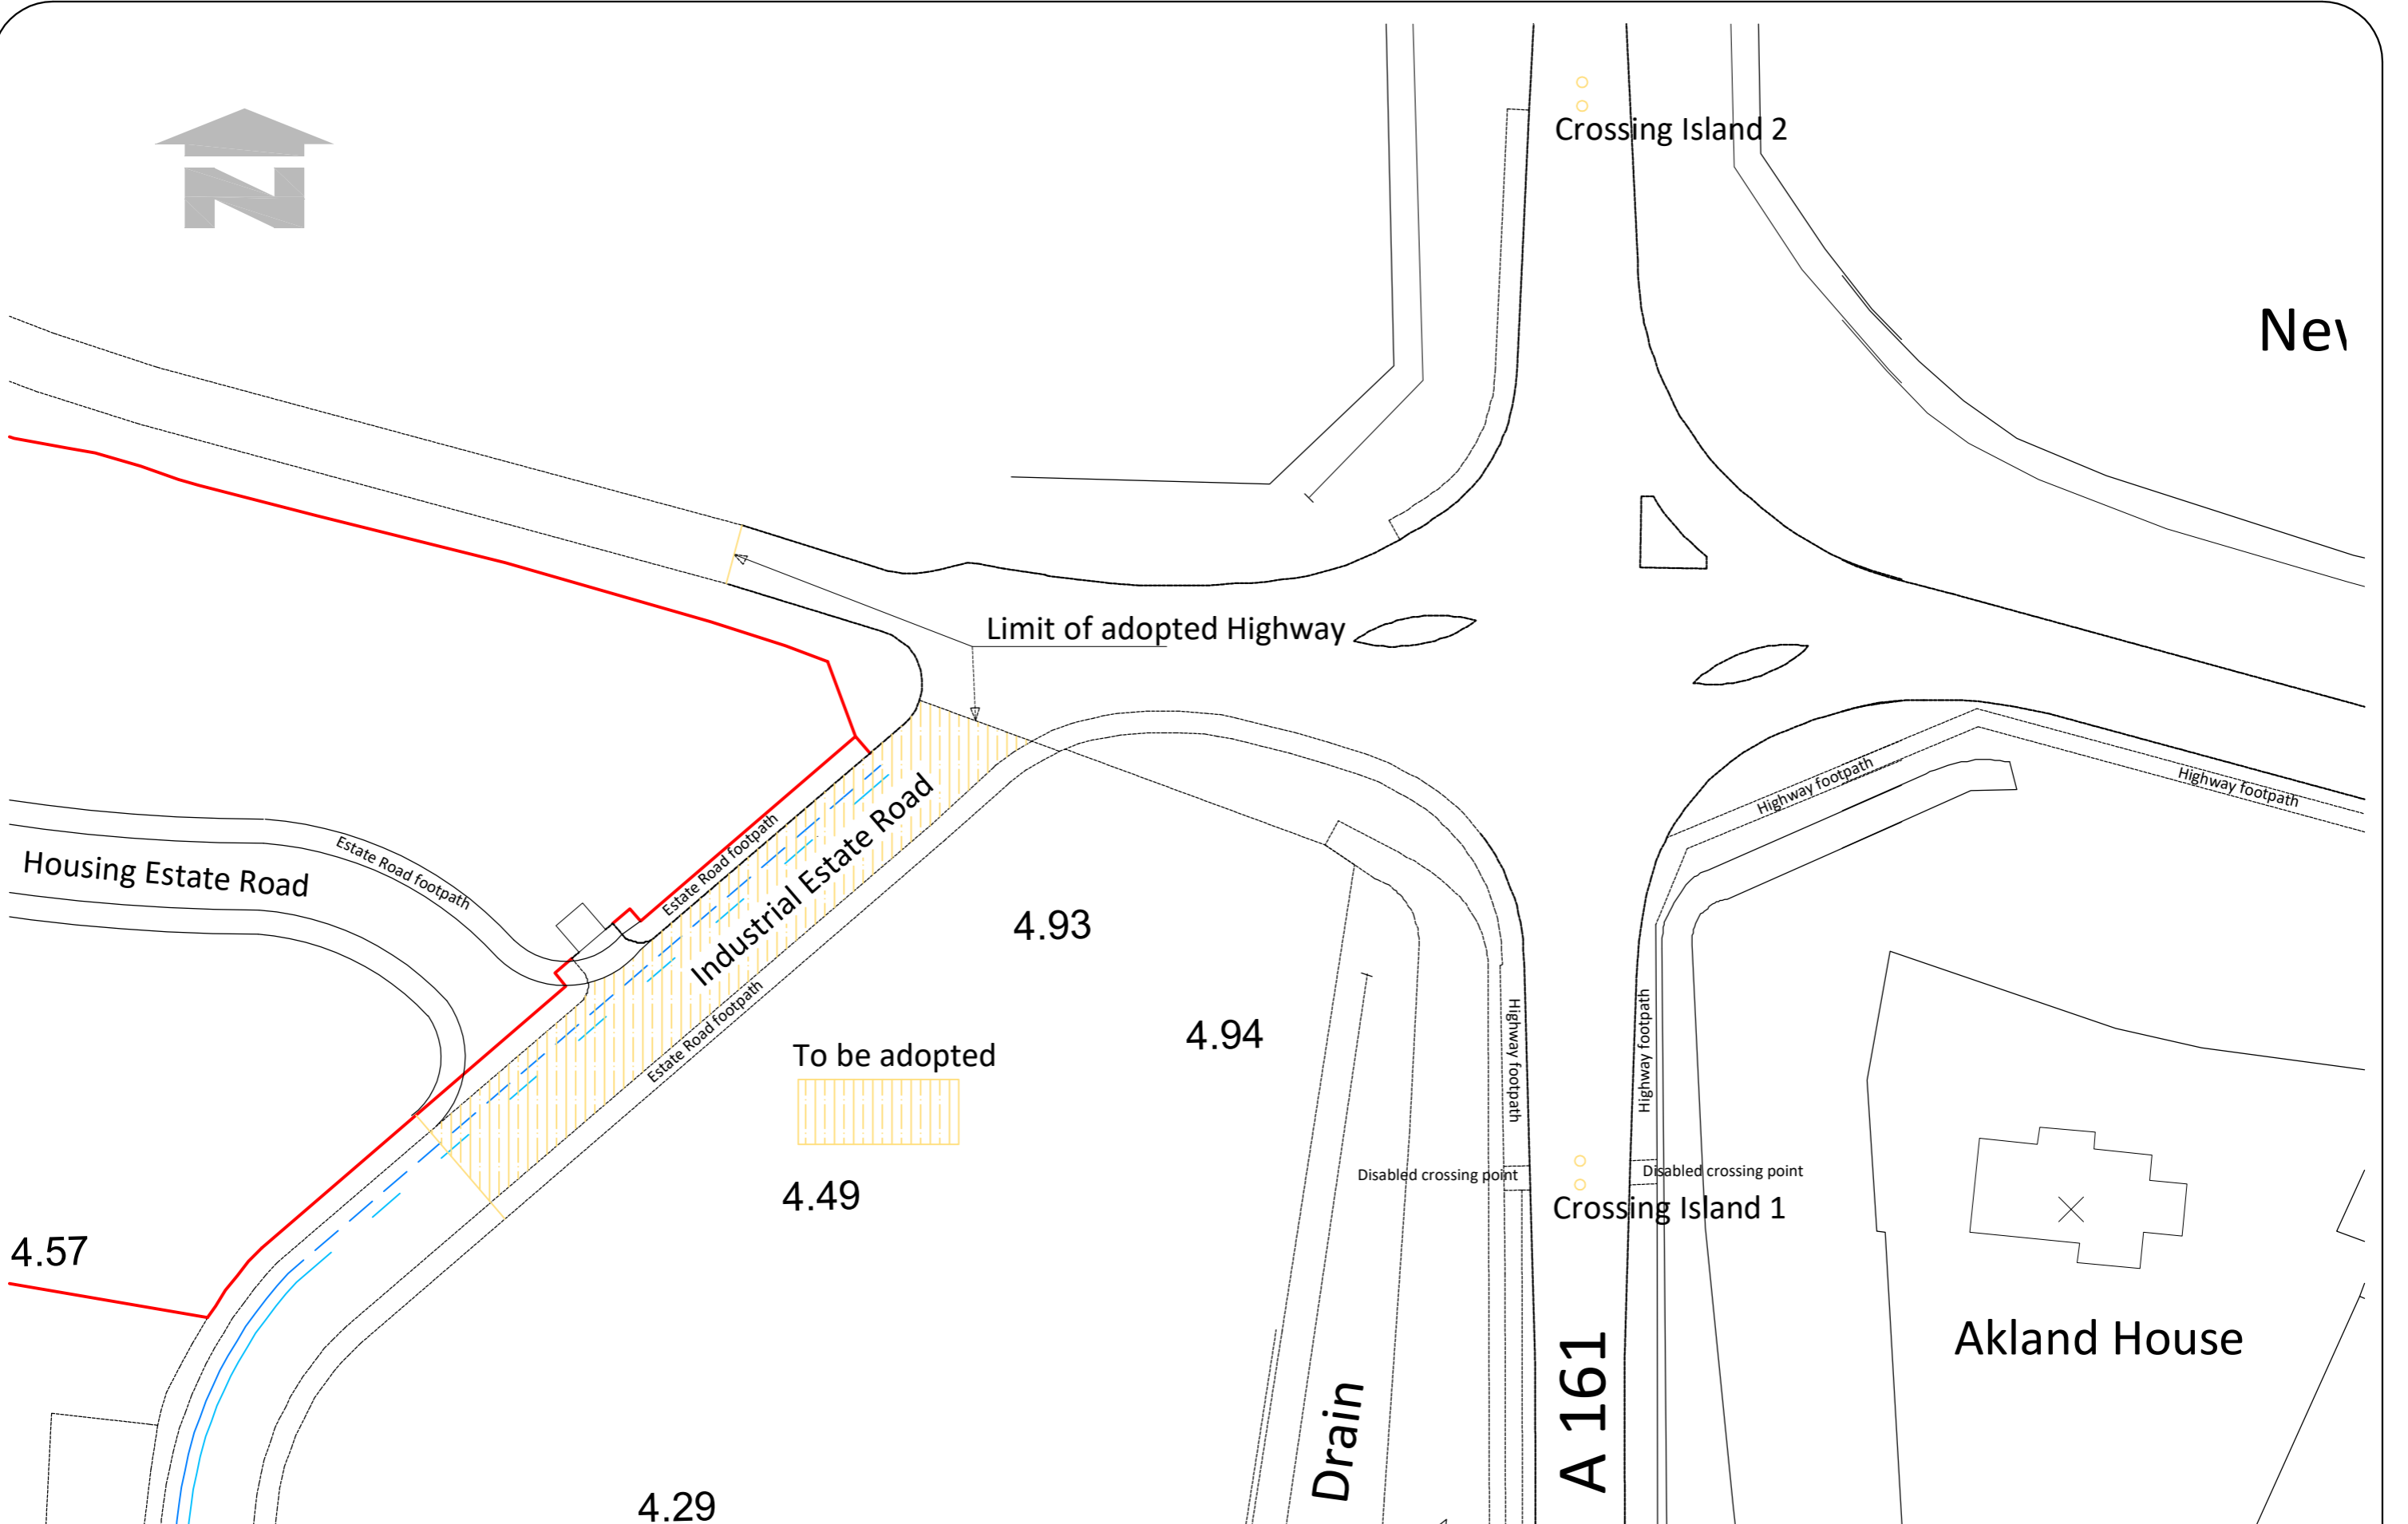 Crossing Island 2
N
Nev
Limit of adopted Highway
Highway footpath
Highway footpath
Estate Road footpath
Housing Estate Road
Estate Road footpath
Industrial Estate Road
4.93
Estate Road footpath
4.94
Highway footpath
Highway footpath
To be adopted
Disabled crossing point
Disabled crossing point
4.49
Crossing Island 1
4.57
Akland House
A 161
Drain
4.29